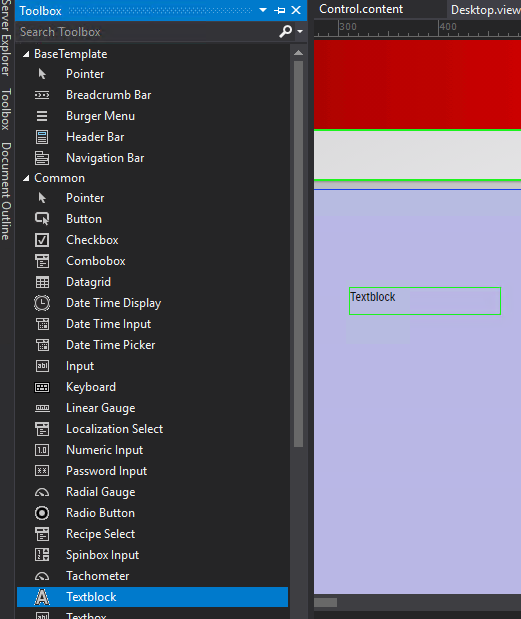 Server Explorer
Toolbox
Document Outline
Toolbox
Search Toolbox
BaseTemplate
Pointer
Breadcrumb Bar
Burger Menu
Header Bar
Navigation Bar
Common
Pointer
Button
Checkbox
Combobox
Datagrid
Date Time Display
Date Time Input
Date Time Picker
Input
Keyboard
Linear Gauge
Localization Select
Numeric Input
Password Input
Radial Gauge
Radio Button
Recipe Select
Spinbox Input
Tachometer
Textblock
Textbox
Control.content
Desktop.view
300
400
Textblock